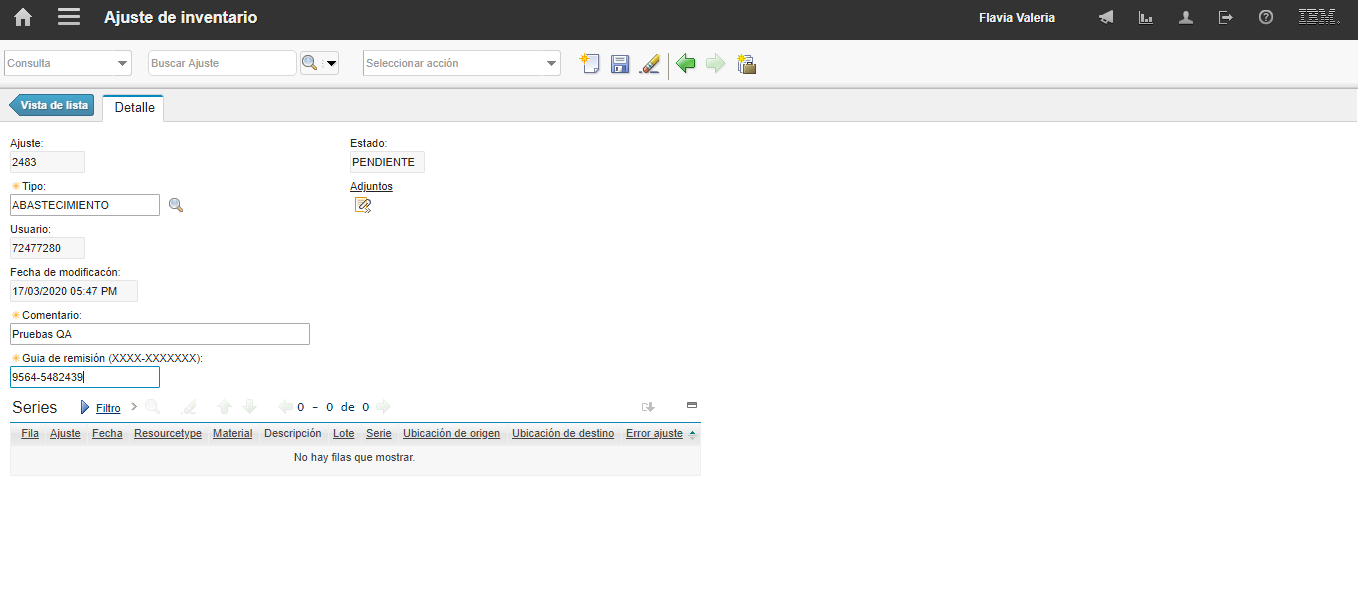 Ajuste de inventario Flavia Valeria IBM.
Consulta Buscar Ajuste Seleccionar acción
Vista de lista Detalle
Ajuste: Estado:
2483 PENDIENTE
Tipo: Adjuntos
ABASTECIMIENTO
Usuario:
72477280
Fecha de modificacón:
17/03/2020 05:47 PM
Comentario:
Pruebas QA
Guia de remisión (XXXX-XXXXXXX):
9564-5482439
Series Filtro 0 - 0 de 0
Fila Ajuste Fecha Resourcetype Material Descripción Lote Serie Ubicación de origen Ubicación de destino Error ajuste
No hay filas que mostrar.